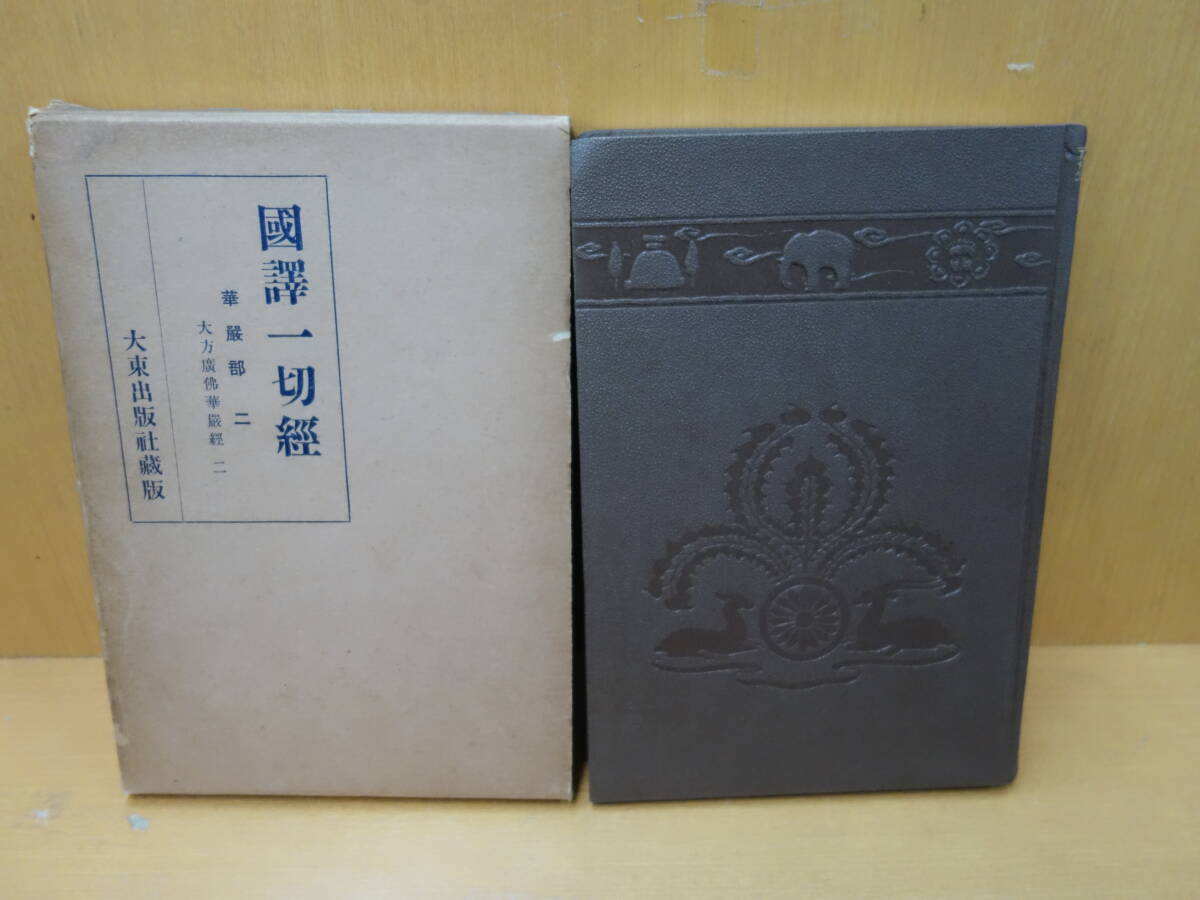 國譯一切經
華嚴部 二
大方廣佛華嚴經 二
大東出版社藏版